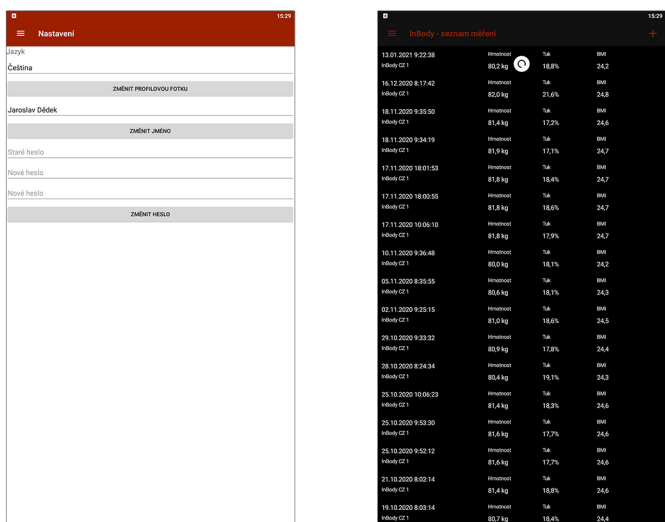 15:29
Nastavení
Jazyk
Čeština
ZMĚNIT PROFILOVOU FOTKU
Jaroslav Dědek
ZMĚNIT JMÉNO
Staré heslo
Nové heslo
Nové heslo
ZMĚNIT HESLO
15:29
InBody - seznam měření
13.01.2021 9:22:38 Hmotnost Tuk BMI
InBody CZ 1 80,2 kg 18,8% 24,2
16.12.2020 8:17:42 Hmotnost Tuk BMI
InBody CZ 1 82,0 kg 21,6% 24,8
18.11.2020 9:35:50 Hmotnost Tuk BMI
InBody CZ 1 81,4 kg 17,2% 24,6
18.11.2020 9:34:19 Hmotnost Tuk BMI
InBody CZ 1 81,9 kg 17,1% 24,7
17.11.2020 18:01:53 Hmotnost Tuk BMI
InBody CZ 1 81,8 kg 18,4% 24,7
17.11.2020 18:00:55 Hmotnost Tuk BMI
InBody CZ 1 81,8 kg 18,6% 24,7
17.11.2020 10:06:10 Hmotnost Tuk BMI
InBody CZ 1 81,8 kg 17,9% 24,7
10.11.2020 9:36:48 Hmotnost Tuk BMI
InBody CZ 1 80,0 kg 18,1% 24,2
05.11.2020 8:35:55 Hmotnost Tuk BMI
InBody CZ 1 80,6 kg 18,1% 24,3
02.11.2020 9:25:15 Hmotnost Tuk BMI
InBody CZ 1 81,0 kg 18,6% 24,5
29.10.2020 9:33:32 Hmotnost Tuk BMI
InBody CZ 1 80,9 kg 17,8% 24,4
28.10.2020 8:24:34 Hmotnost Tuk BMI
InBody CZ 1 80,4 kg 19,1% 24,3
25.10.2020 10:06:23 Hmotnost Tuk BMI
InBody CZ 1 81,4 kg 18,3% 24,6
25.10.2020 9:53:30 Hmotnost Tuk BMI
InBody CZ 1 81,6 kg 17,7% 24,6
25.10.2020 9:52:12 Hmotnost Tuk BMI
InBody CZ 1 81,6 kg 17,7% 24,6
21.10.2020 8:02:14 Hmotnost Tuk BMI
InBody CZ 1 81,4 kg 18,8% 24,6
19.10.2020 8:03:14 Hmotnost Tuk BMI
InBody CZ 1 80,7 kg 18,4% 24,4